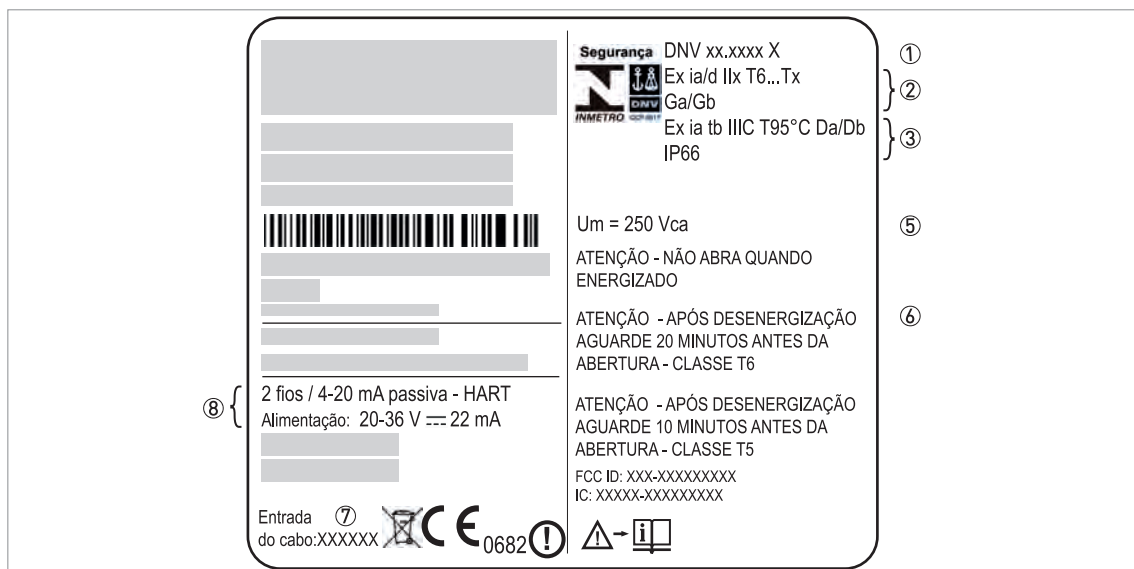 Segurança
INMETRO
DNV
DNV xx.xxxx X
①
Ex ia/d IIx T6...Tx
Ga/Gb
②
Ex ia tb IIIC T95°C Da/Db
IP66
③
Um = 250 Vca
⑤
ATENÇÃO - NÃO ABRA QUANDO
ENERGIZADO
ATENÇÃO - APÓS DESENERGIZAÇÃO
AGUARDE 20 MINUTOS ANTES DA
ABERTURA - CLASSE T6
⑥
ATENÇÃO - APÓS DESENERGIZAÇÃO
AGUARDE 10 MINUTOS ANTES DA
ABERTURA - CLASSE T5
FCC ID: XXX-XXXXXXXXX
IC: XXXXX-XXXXXXXXX
⑧
2 fios / 4-20 mA passiva - HART
Alimentação: 20-36 V ⎓ 22 mA
Entrada ⑦
do cabo:XXXXXX
CE 0682